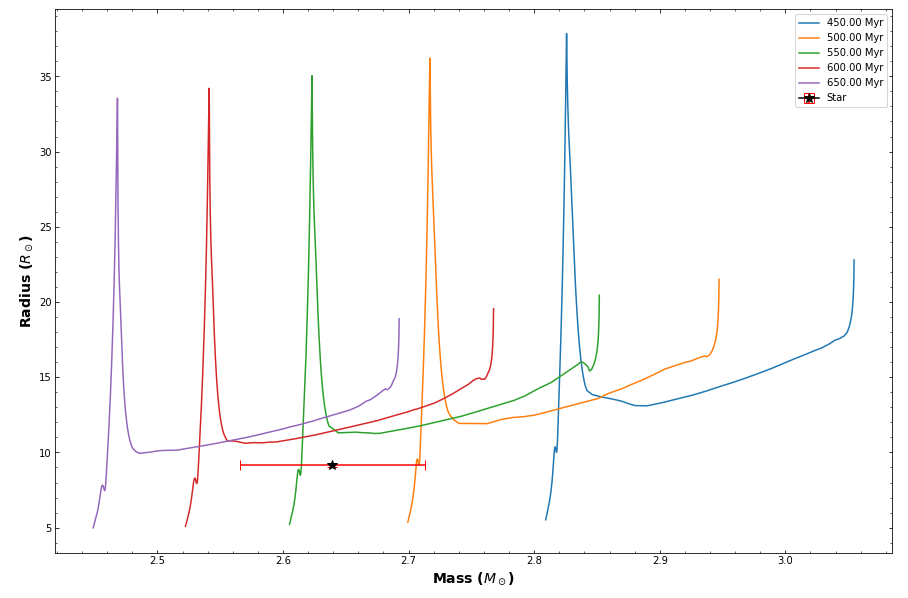 450.00 Myr
500.00 Myr
550.00 Myr
600.00 Myr
650.00 Myr
Star
35
30
25
20
15
10
5
Radius (R⊙)
2.5 2.6 2.7 2.8 2.9 3.0
Mass (M⊙)